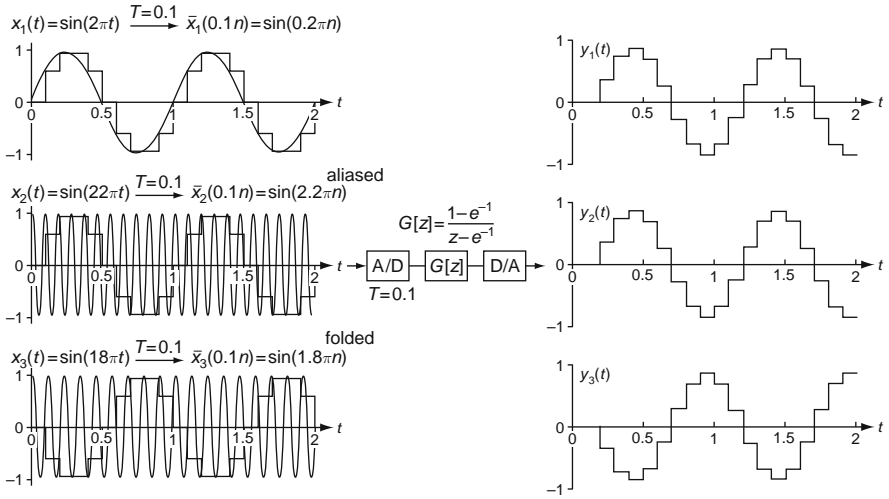 x₁(t)=sin(2πt) T=0.1 x̄₁(0.1n)=sin(0.2πn)
1
0
0.5
1
1.5
2
t
−1
y₁(t)
1
0
0.5
1
1.5
2
t
−1
aliased
x₂(t)=sin(22πt) T=0.1 x̄₂(0.1n)=sin(2.2πn)
1
0
0.5
1
1.5
2
t
−1
G[z]=1−e⁻¹/z−e⁻¹
A/D
G[z]
D/A
T=0.1
y₂(t)
1
0
0.5
1
1.5
2
t
−1
folded
x₃(t)=sin(18πt) T=0.1 x̄₃(0.1n)=sin(1.8πn)
1
0
0.5
1
1.5
2
t
−1
y₃(t)
1
0
0.5
1
1.5
2
t
−1